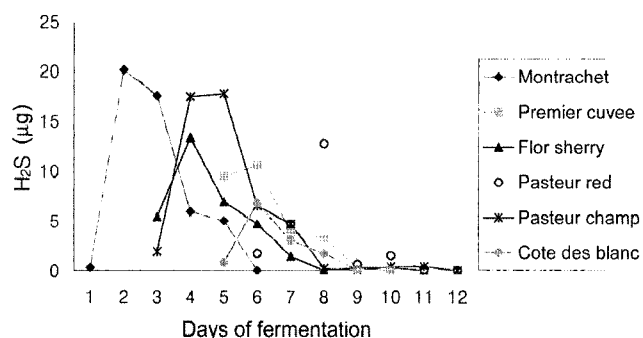 25
20
15
10
5
0
H₂S (µg)
1 2 3 4 5 6 7 8 9 10 11 12
Days of fermentation
Montrachet
Premier cuvee
Flor sherry
Pasteur red
Pasteur champ
Cote des blanc